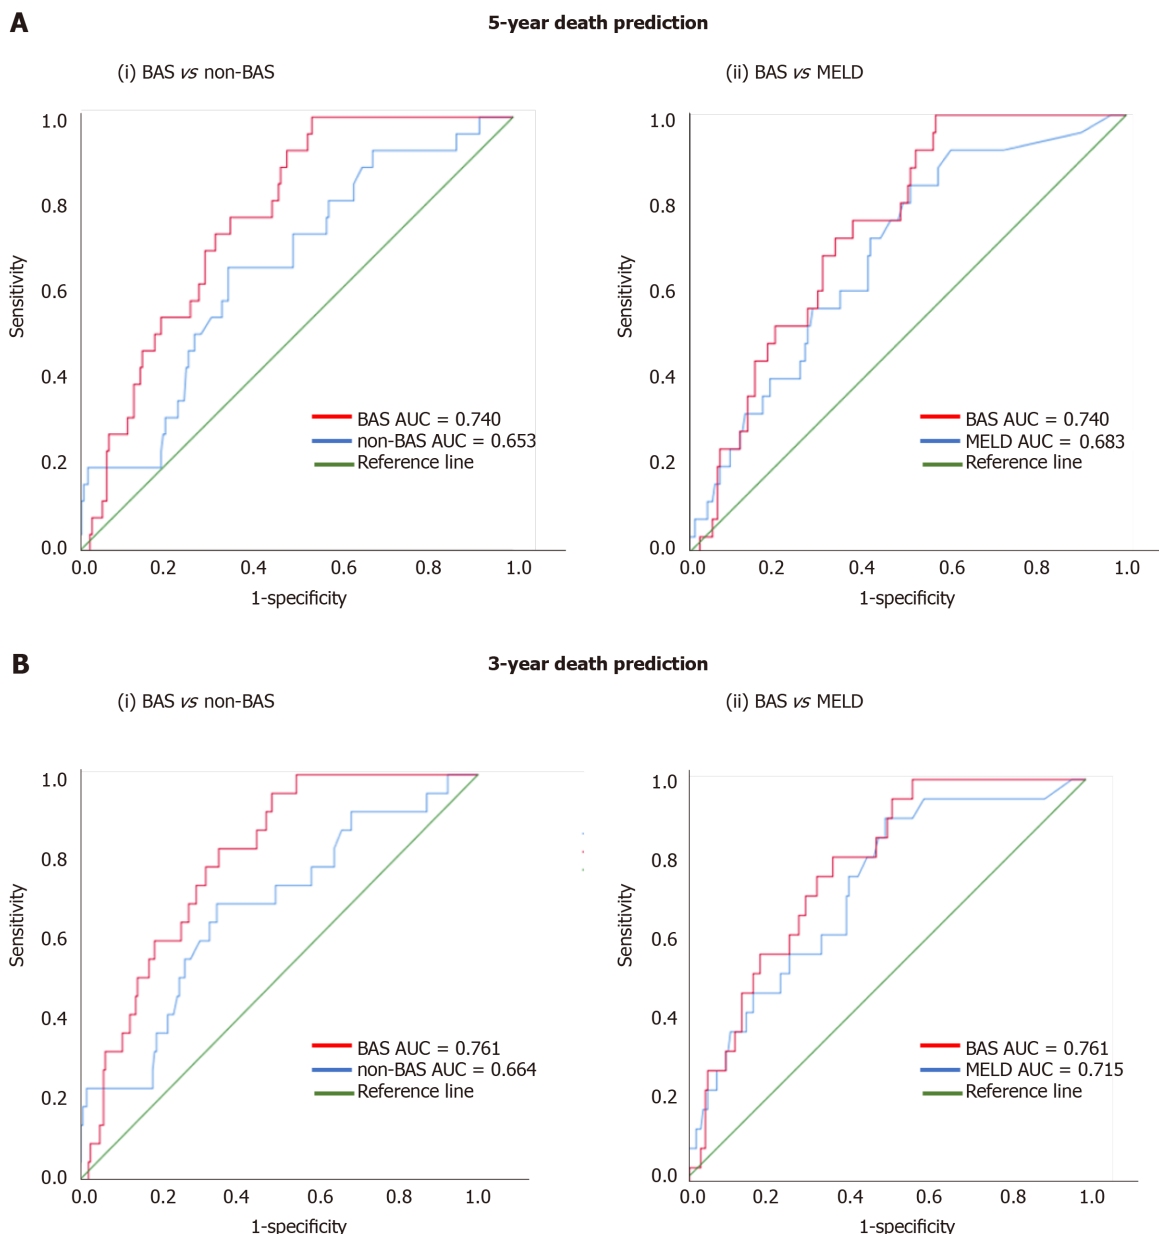 A
5-year death prediction
(i) BAS vs non-BAS
(ii) BAS vs MELD
Sensitivity
1.0
0.8
0.6
0.4
0.2
0.0
BAS AUC = 0.740
non-BAS AUC = 0.653
Reference line
0.0 0.2 0.4 0.6 0.8 1.0
1-specificity
Sensitivity
1.0
0.8
0.6
0.4
0.2
0.0
BAS AUC = 0.740
MELD AUC = 0.683
Reference line
0.0 0.2 0.4 0.6 0.8 1.0
1-specificity
B
3-year death prediction
(i) BAS vs non-BAS
(ii) BAS vs MELD
Sensitivity
1.0
0.8
0.6
0.4
0.2
0.0
BAS AUC = 0.761
non-BAS AUC = 0.664
Reference line
0.0 0.2 0.4 0.6 0.8 1.0
1-specificity
Sensitivity
1.0
0.8
0.6
0.4
0.2
0.0
BAS AUC = 0.761
MELD AUC = 0.715
Reference line
0.0 0.2 0.4 0.6 0.8 1.0
1-specificity